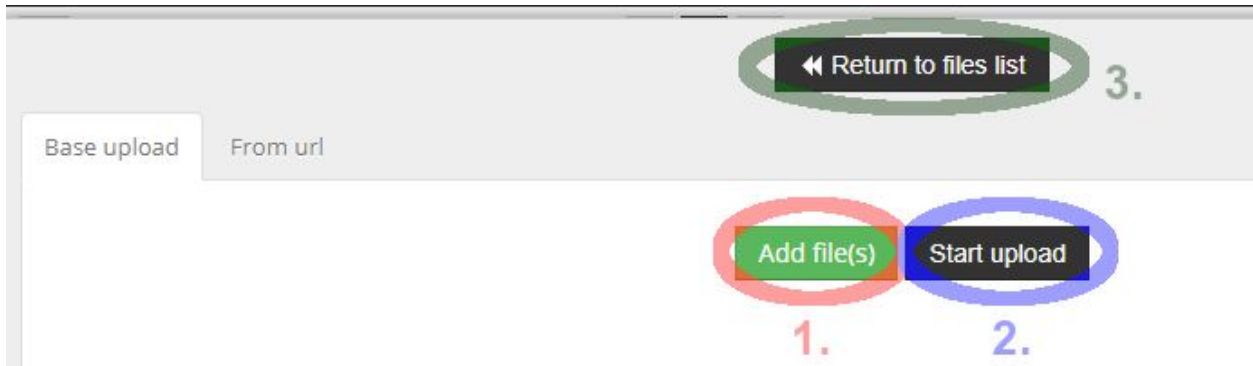 Return to files list
3.
Base upload From url
Add file(s) Start upload
1. 2.